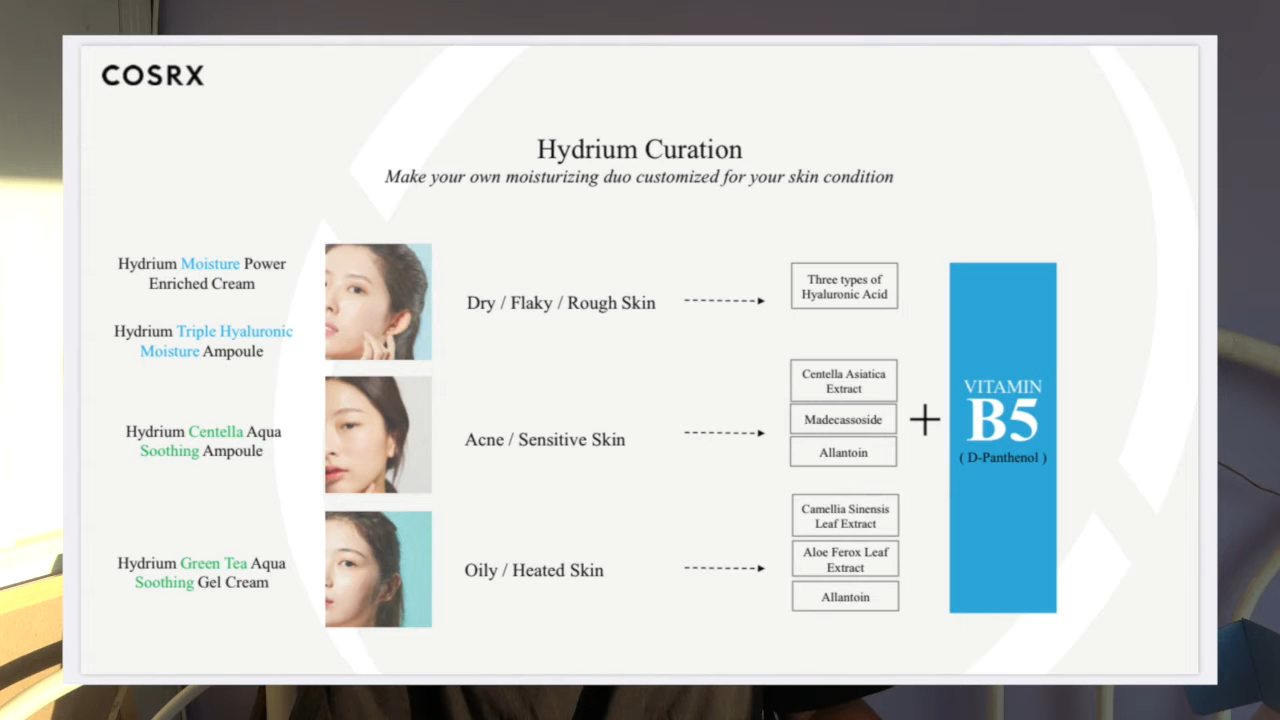 COSRX
Hydrium Curation
Make your own moisturizing duo customized for your skin condition
Hydrium Moisture Power
Enriched Cream
Hydrium Triple Hyaluronic
Moisture Ampoule
Dry / Flaky / Rough Skin
Three types of
Hyaluronic Acid
Hydrium Centella Aqua
Soothing Ampoule
Acne / Sensitive Skin
Centella Asiatica
Extract
Madecassoside
Allantoin
Hydrium Green Tea Aqua
Soothing Gel Cream
Oily / Heated Skin
Camellia Sinensis
Leaf Extract
Aloe Ferox Leaf
Extract
Allantoin
+
VITAMIN
B5
( D-Panthenol )